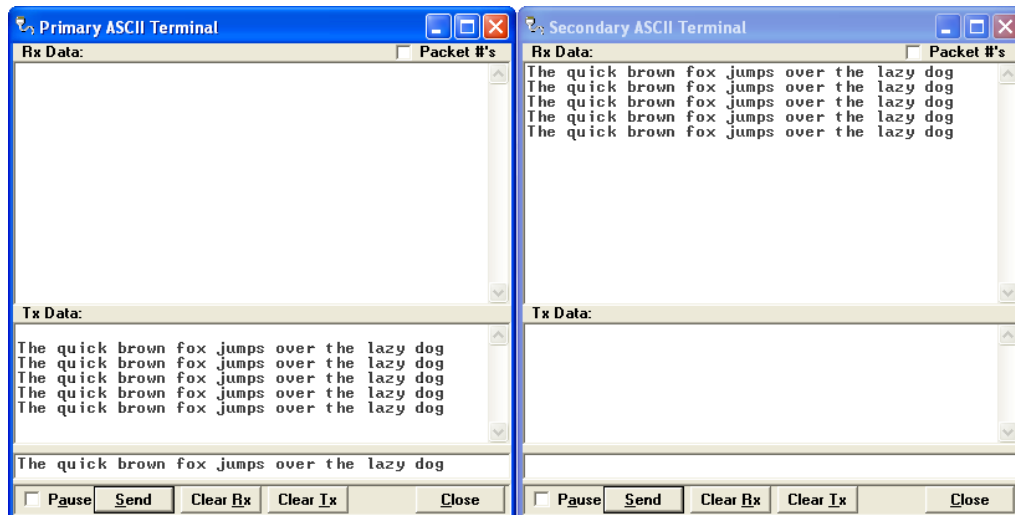 Primary ASCII Terminal
Rx Data: Packet #'s
Tx Data:
The quick brown fox jumps over the lazy dog
The quick brown fox jumps over the lazy dog
The quick brown fox jumps over the lazy dog
The quick brown fox jumps over the lazy dog
The quick brown fox jumps over the lazy dog
The quick brown fox jumps over the lazy dog
Pause Send Clear Rx Clear Tx Close
Secondary ASCII Terminal
Rx Data: Packet #'s
The quick brown fox jumps over the lazy dog
The quick brown fox jumps over the lazy dog
The quick brown fox jumps over the lazy dog
The quick brown fox jumps over the lazy dog
The quick brown fox jumps over the lazy dog
Tx Data:
Pause Send Clear Rx Clear Tx Close